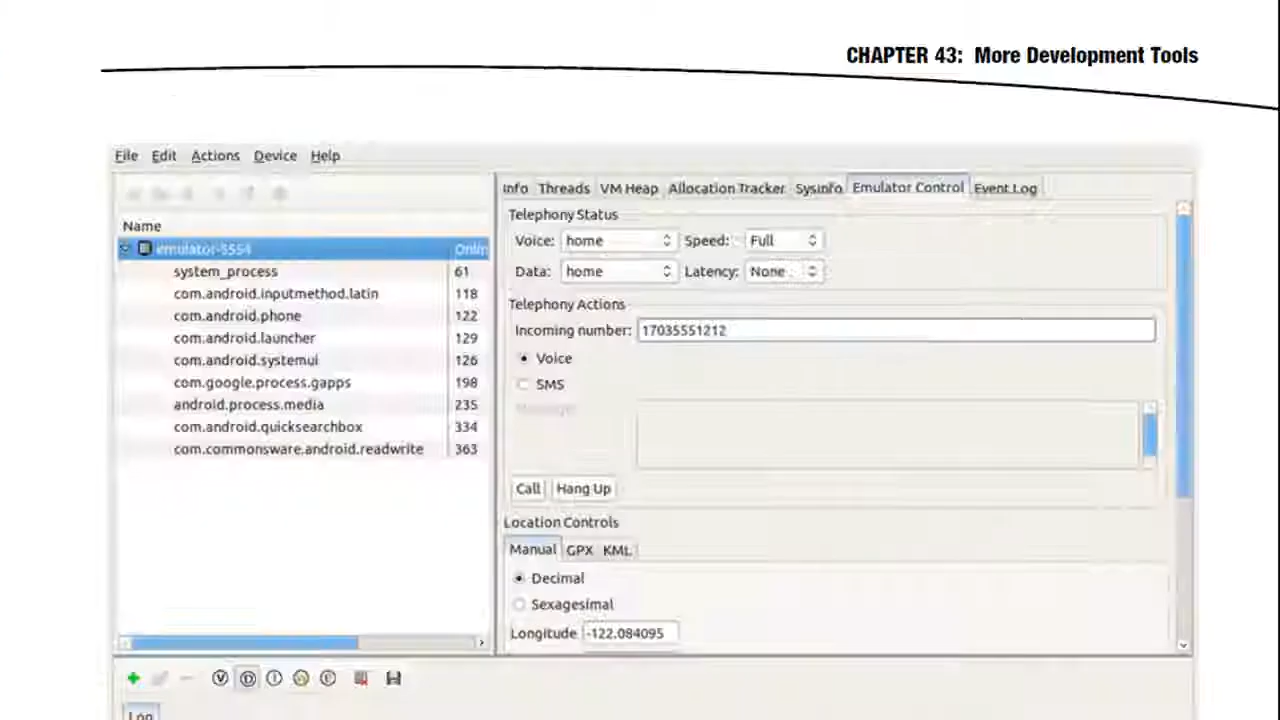 CHAPTER 43: More Development Tools
File Edit Actions Device Help
Info Threads VM Heap Allocation Tracker Sysinfo Emulator Control Event Log
Name
emulator-5554 Onlin
system_process 61
com.android.inputmethod.latin 118
com.android.phone 122
com.android.launcher 129
com.android.systemui 126
com.google.process.gapps 198
android.process.media 235
com.android.quicksearchbox 334
com.commonsware.android.readwrite 363
Telephony Status
Voice: home Speed: Full
Data: home Latency: None
Telephony Actions
Incoming number: 17035551212
Voice
SMS
Message:
Call Hang Up
Location Controls
Manual GPX KML
Decimal
Sexagesimal
Longitude -122.084095
V D I W E
Log